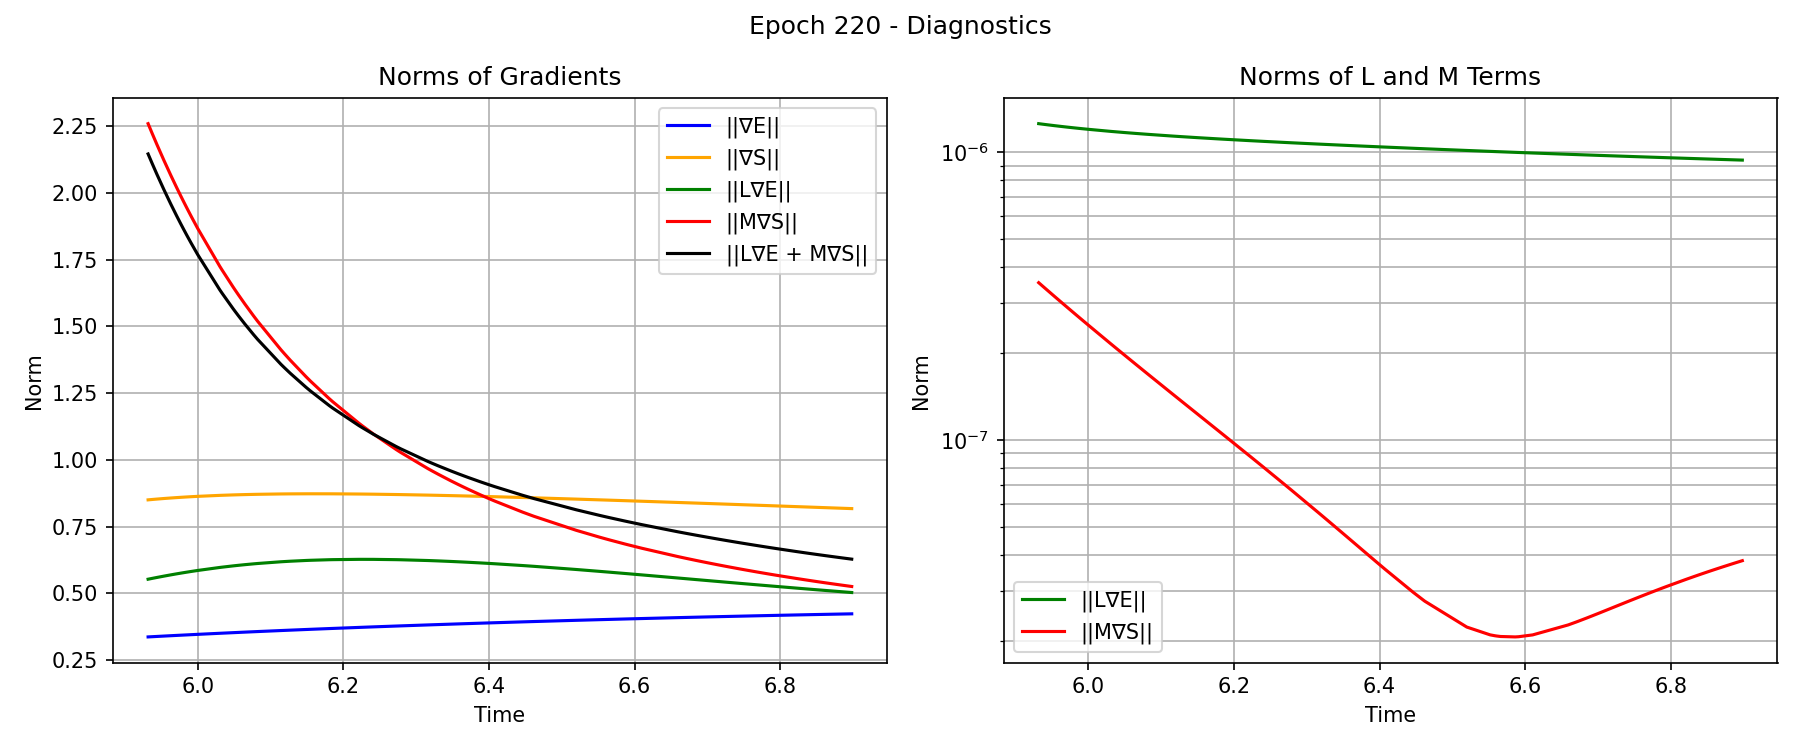 Epoch 220 - Diagnostics
Norms of Gradients
Norm
2.25
2.00
1.75
1.50
1.25
1.00
0.75
0.50
0.25
6.0
6.2
6.4
6.6
6.8
Time
||∇E||
||∇S||
||L∇E||
||M∇S||
||L∇E + M∇S||
Norms of L and M Terms
Norm
10⁻⁶
10⁻⁷
6.0
6.2
6.4
6.6
6.8
Time
||L∇E||
||M∇S||